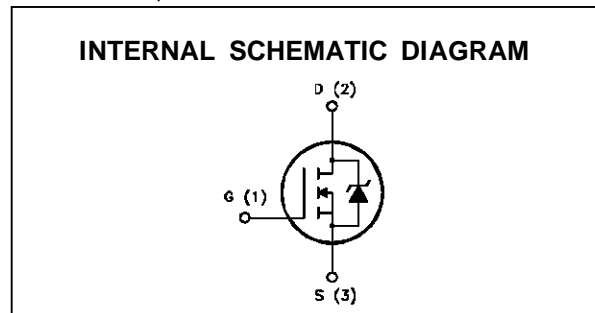 INTERNAL SCHEMATIC DIAGRAM
D (2)
G (1)
S (3)